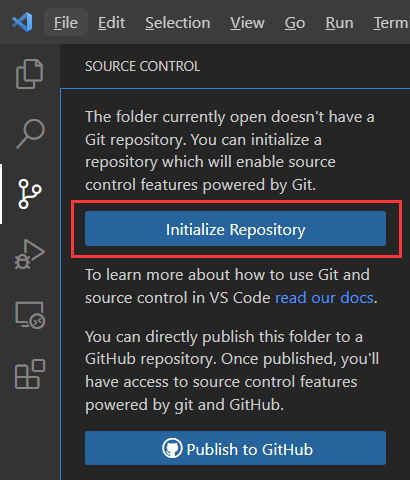 File Edit Selection View Go Run Term
SOURCE CONTROL
The folder currently open doesn't have a
Git repository. You can initialize a
repository which will enable source
control features powered by Git.
Initialize Repository
To learn more about how to use Git and
source control in VS Code read our docs.
You can directly publish this folder to a
GitHub repository. Once published, you'll
have access to source control features
powered by git and GitHub.
Publish to GitHub